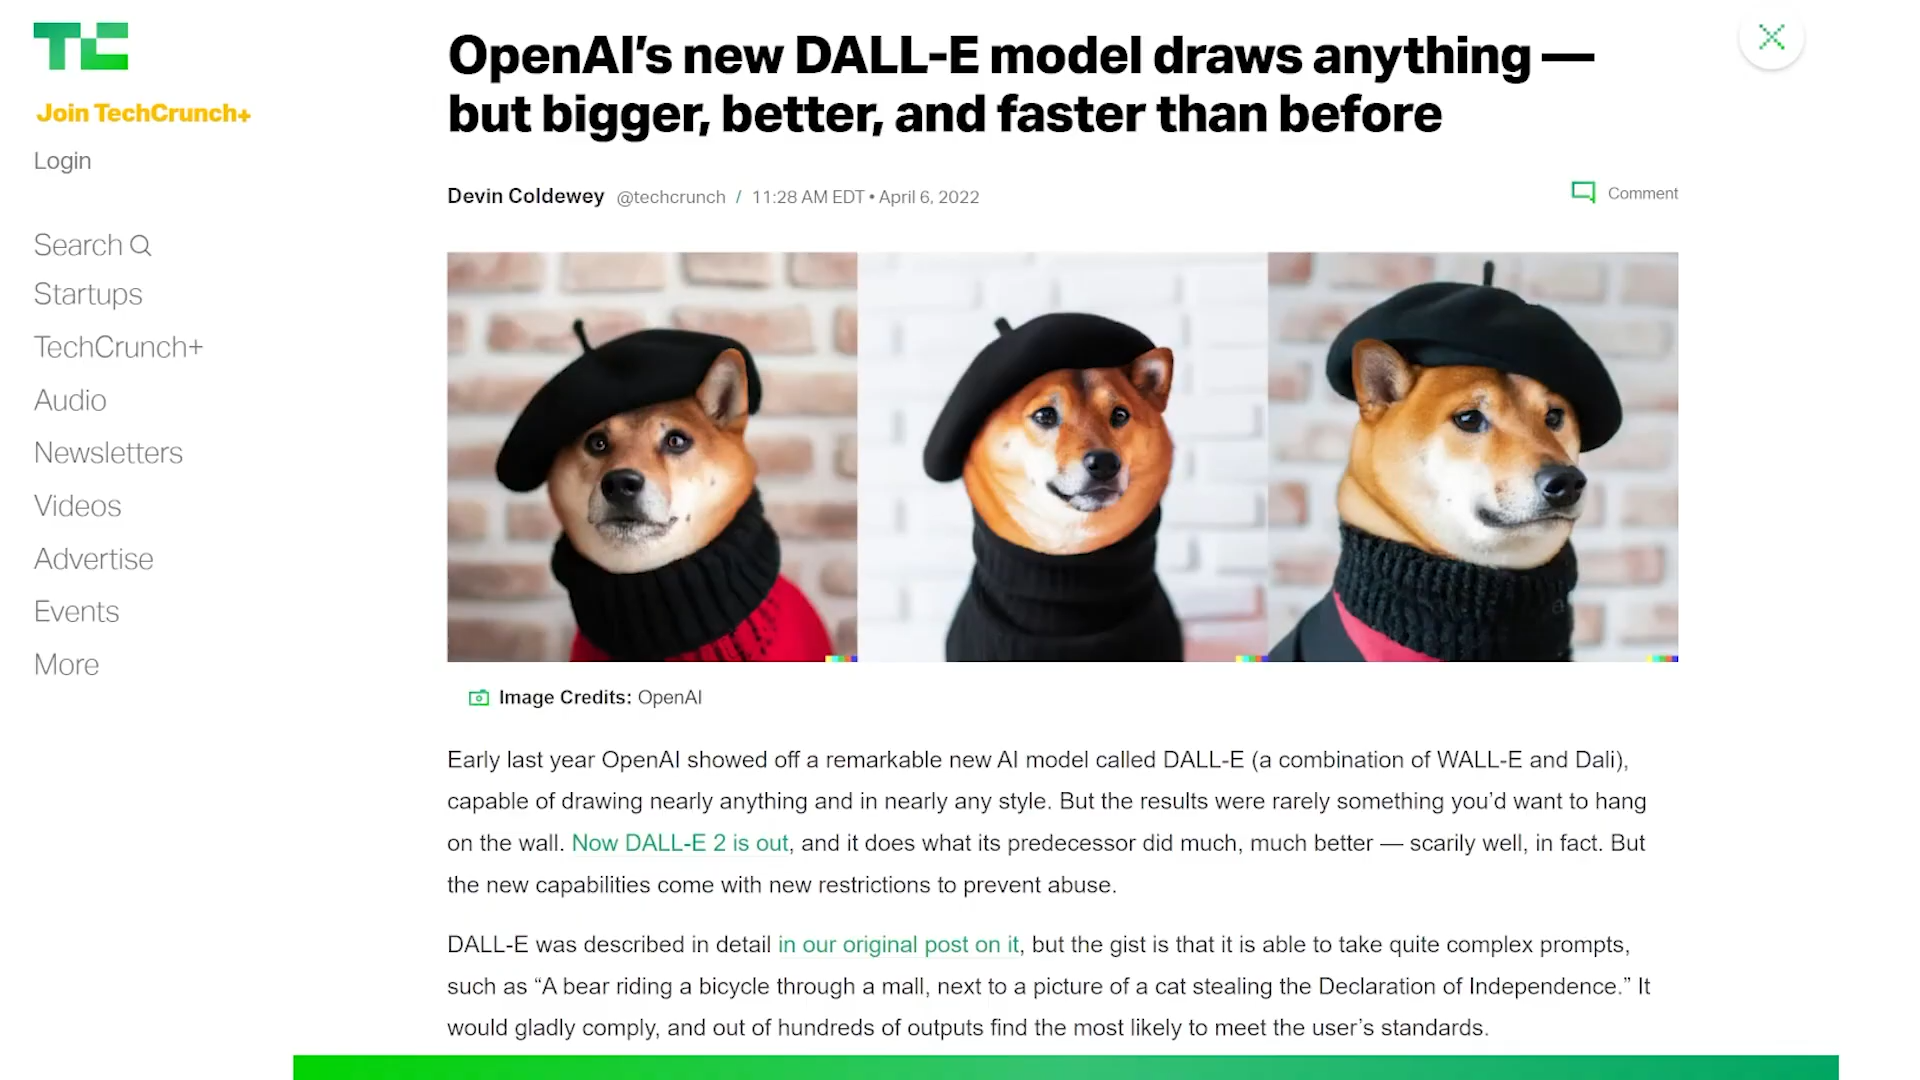 TC
Join TechCrunch+
Login
Search
Startups
TechCrunch+
Audio
Newsletters
Videos
Advertise
Events
More
OpenAI’s new DALL-E model draws anything —
but bigger, better, and faster than before
Devin Coldewey @techcrunch / 11:28 AM EDT • April 6, 2022
Comment
Image Credits: OpenAI
Early last year OpenAI showed off a remarkable new AI model called DALL-E (a combination of WALL-E and Dali),
capable of drawing nearly anything and in nearly any style. But the results were rarely something you’d want to hang
on the wall. Now DALL-E 2 is out, and it does what its predecessor did much, much better — scarily well, in fact. But
the new capabilities come with new restrictions to prevent abuse.
DALL-E was described in detail in our original post on it, but the gist is that it is able to take quite complex prompts,
such as “A bear riding a bicycle through a mall, next to a picture of a cat stealing the Declaration of Independence.” It
would gladly comply, and out of hundreds of outputs find the most likely to meet the user’s standards.